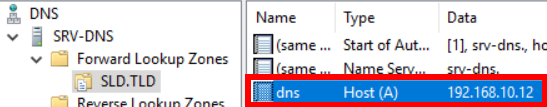 DNS
SRV-DNS
Forward Lookup Zones
SLD.TLD
Reverse Lookup Zones
Name Type Data
(same ... Start of Aut... [1], srv-dns., ho
(same ... Name Serv... srv-dns.
dns Host (A) 192.168.10.12